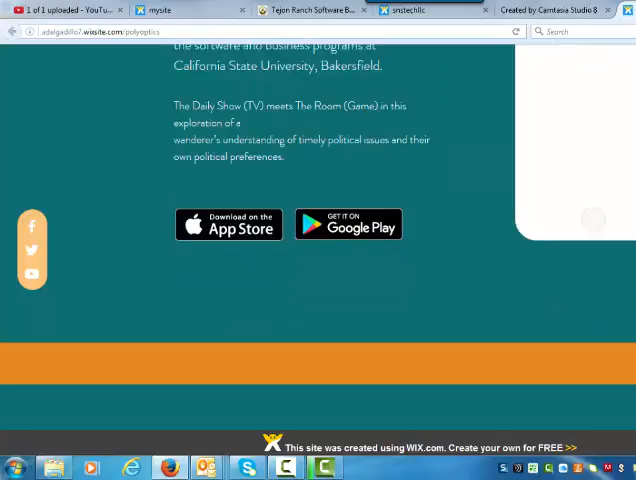 1 of 1 uploaded - YouTu...
mysite
Tejon Ranch Software B...
snstechllc
Created by Camtasia Studio 8
adelgadillo7.wixsite.com/polyoptics
Search
the software and business programs at
California State University, Bakersfield.
The Daily Show (TV) meets The Room (Game) in this
exploration of a
wanderer's understanding of timely political issues and their
own political preferences.
Download on the
App Store
GET IT ON
Google Play
This site was created using WIX.com. Create your own for FREE >>